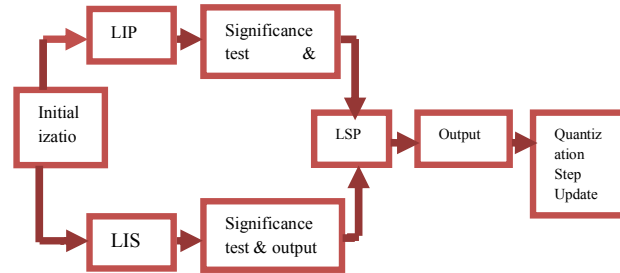 LIP
Significance
test &
Initial
izatio
LSP
Output
Quantiz
ation
Step
Update
LIS
Significance
test & output